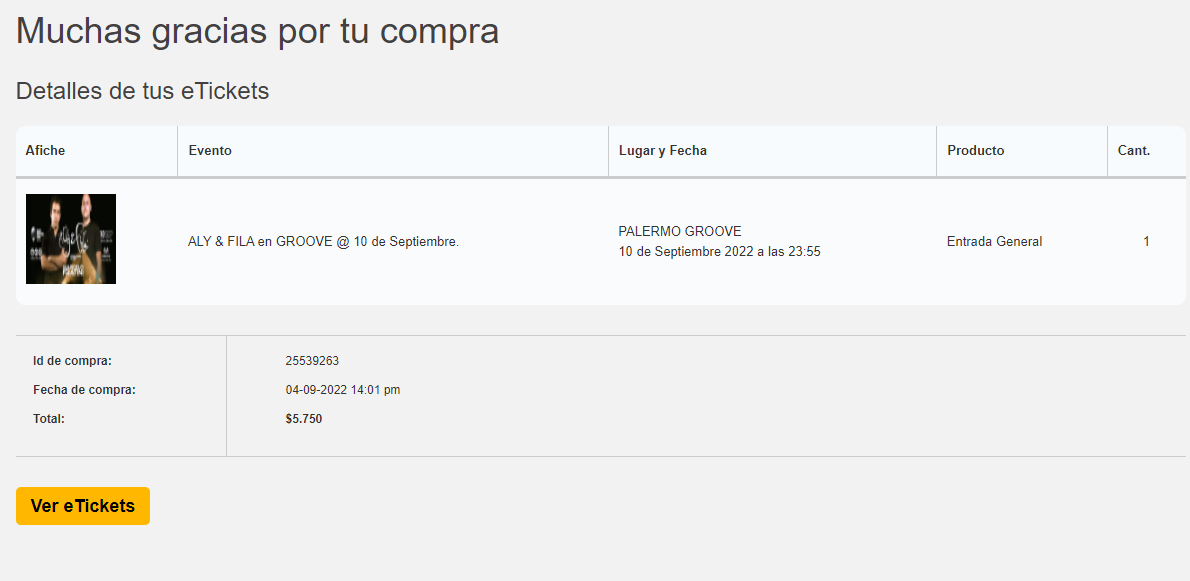 Muchas gracias por tu compra
Detalles de tus eTickets
Afiche Evento Lugar y Fecha Producto Cant.
ALY & FILA en GROOVE @ 10 de Septiembre.
PALERMO GROOVE
10 de Septiembre 2022 a las 23:55
Entrada General
1
Id de compra: 25539263
Fecha de compra: 04-09-2022 14:01 pm
Total: $5.750
Ver eTickets